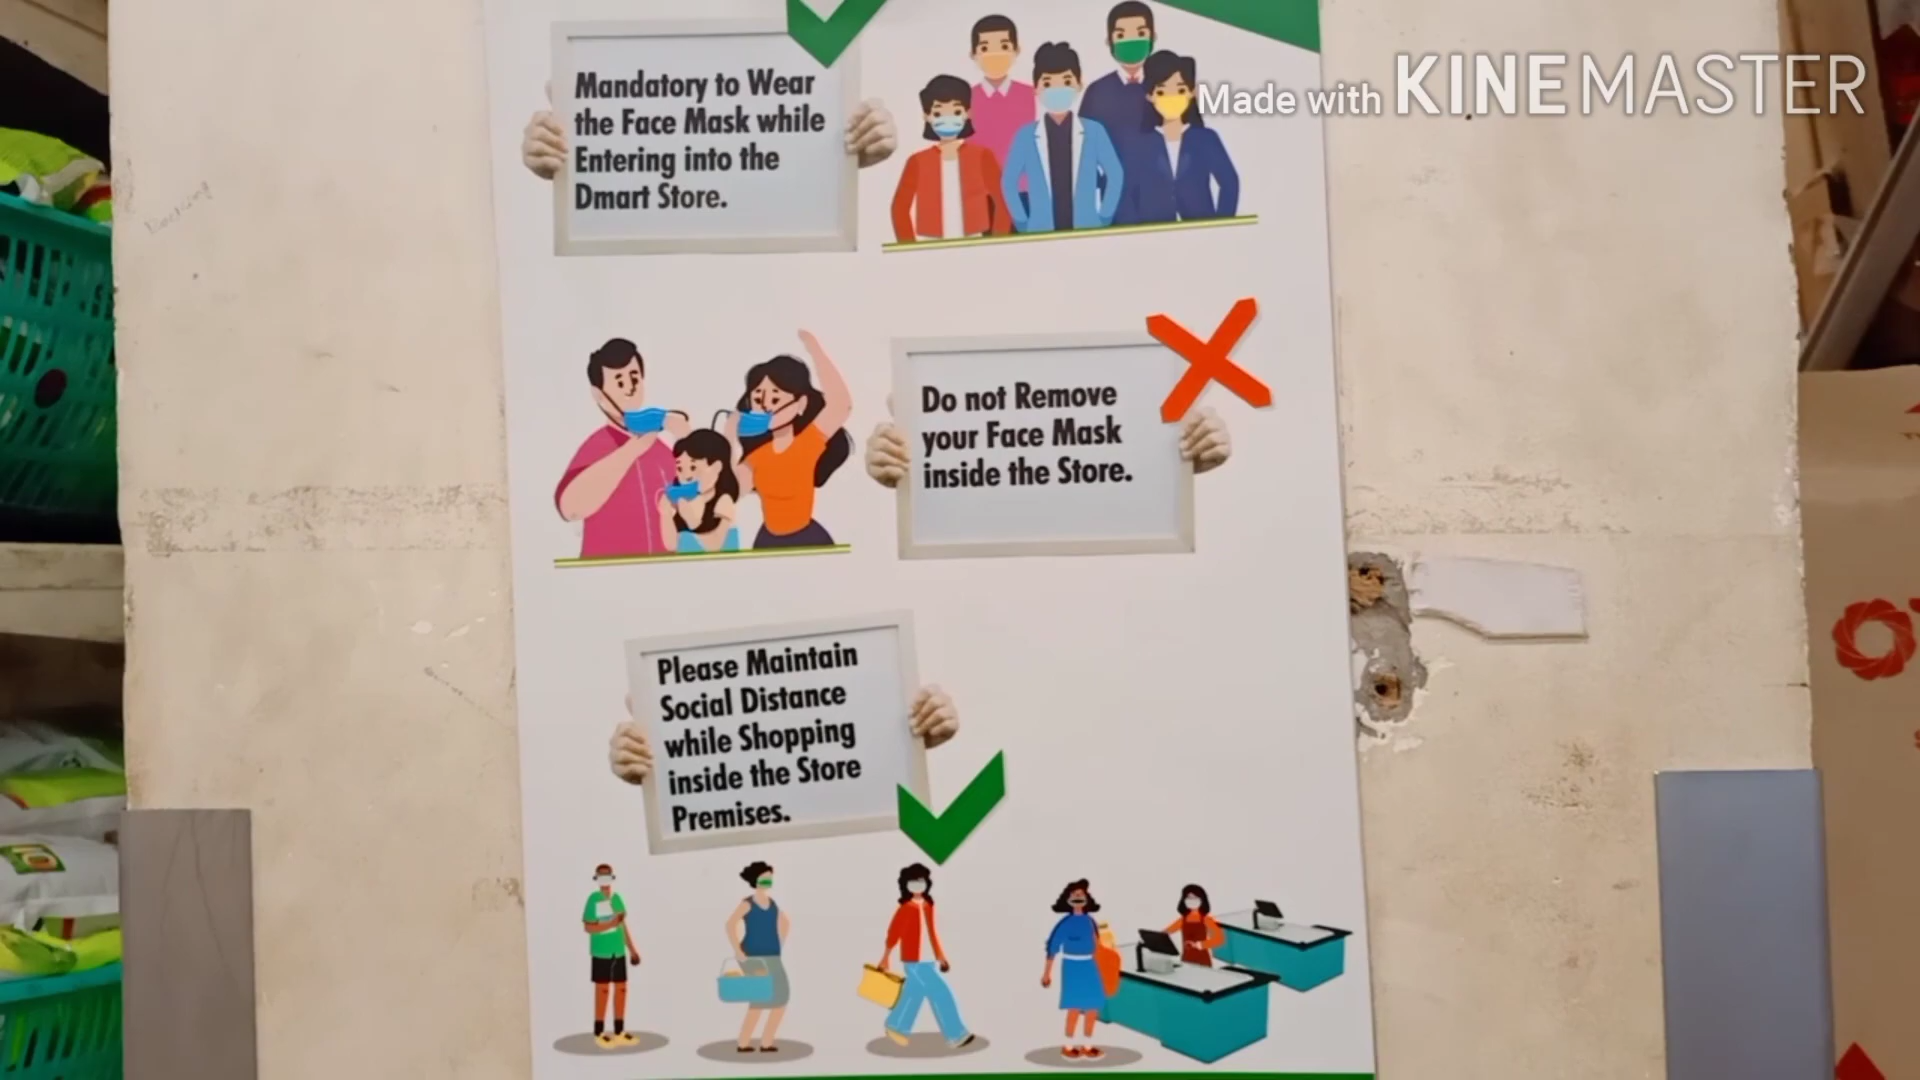 Mandatory to Wear
the Face Mask while
Entering into the
Dmart Store.
Made with KINEMASTER
Do not Remove
your Face Mask
inside the Store.
Please Maintain
Social Distance
while Shopping
inside the Store
Premises.